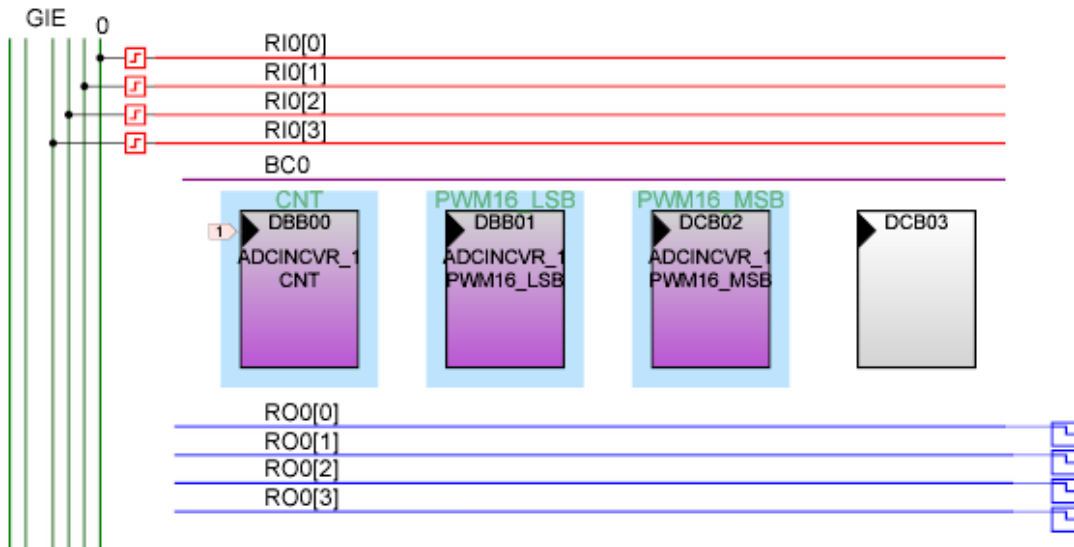 GIE
0
RI0[0]
RI0[1]
RI0[2]
RI0[3]
BC0
CNT PWM16_LSB PWM16_MSB
DBB00 DBB01 DCB02 DCB03
1
ADCINCVR_1 ADCINCVR_1 ADCINCVR_1
CNT PWM16_LSB PWM16_MSB
RO0[0]
RO0[1]
RO0[2]
RO0[3]